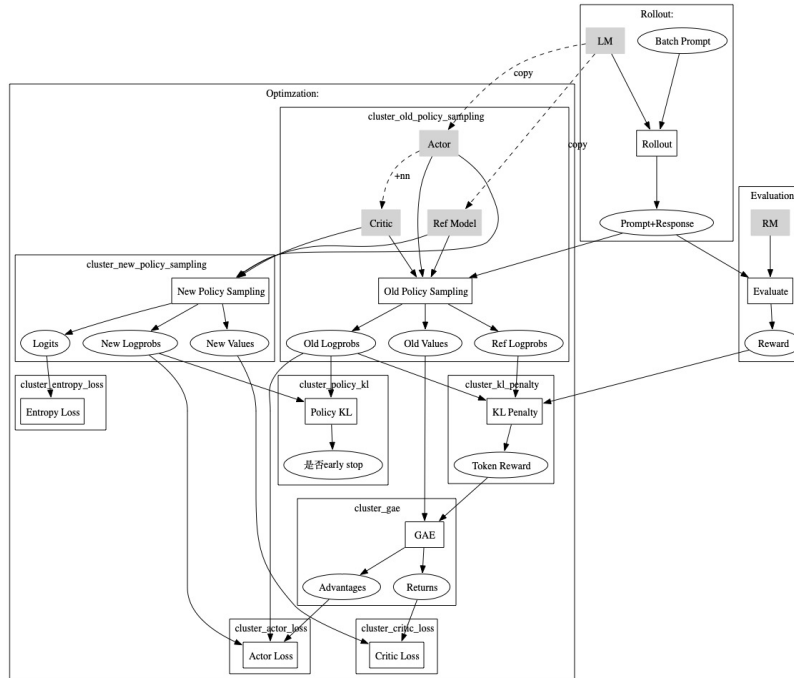 Rollout:
LM
Batch Prompt
copy
Optimzation:
cluster_old_policy_sampling
Actor
copy
Rollout
+nn
Evaluation
Critic
Ref Model
Prompt+Response
RM
cluster_new_policy_sampling
New Policy Sampling
Old Policy Sampling
Evaluate
Logits
New Logprobs
New Values
Old Logprobs
Old Values
Ref Logprobs
Reward
cluster_entropy_loss
cluster_policy_kl
cluster_kl_penalty
Entropy Loss
Policy KL
KL Penalty
是否early stop
Token Reward
cluster_gae
GAE
Advantages
Returns
cluster_actor_loss
cluster_critic_loss
Actor Loss
Critic Loss